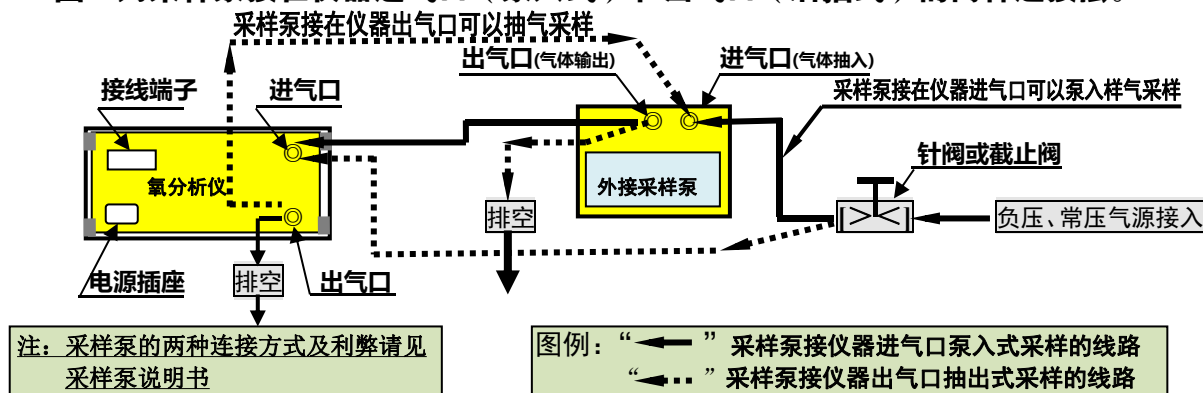 采样泵接在仪器出气口可以抽气采样
出气口(气体输出)
进气口(气体抽入)
接线端子
进气口
采样泵接在仪器进气口可以泵入样气采样
针阀或截止阀
氧分析仪
外接采样泵
排空
负压、常压气源接入
电源插座
排空
出气口
注：采样泵的两种连接方式及利弊请见
采样泵说明书
图例：“ ” 采样泵接仪器进气口泵入式采样的线路
“ ” 采样泵接仪器出气口抽出式采样的线路